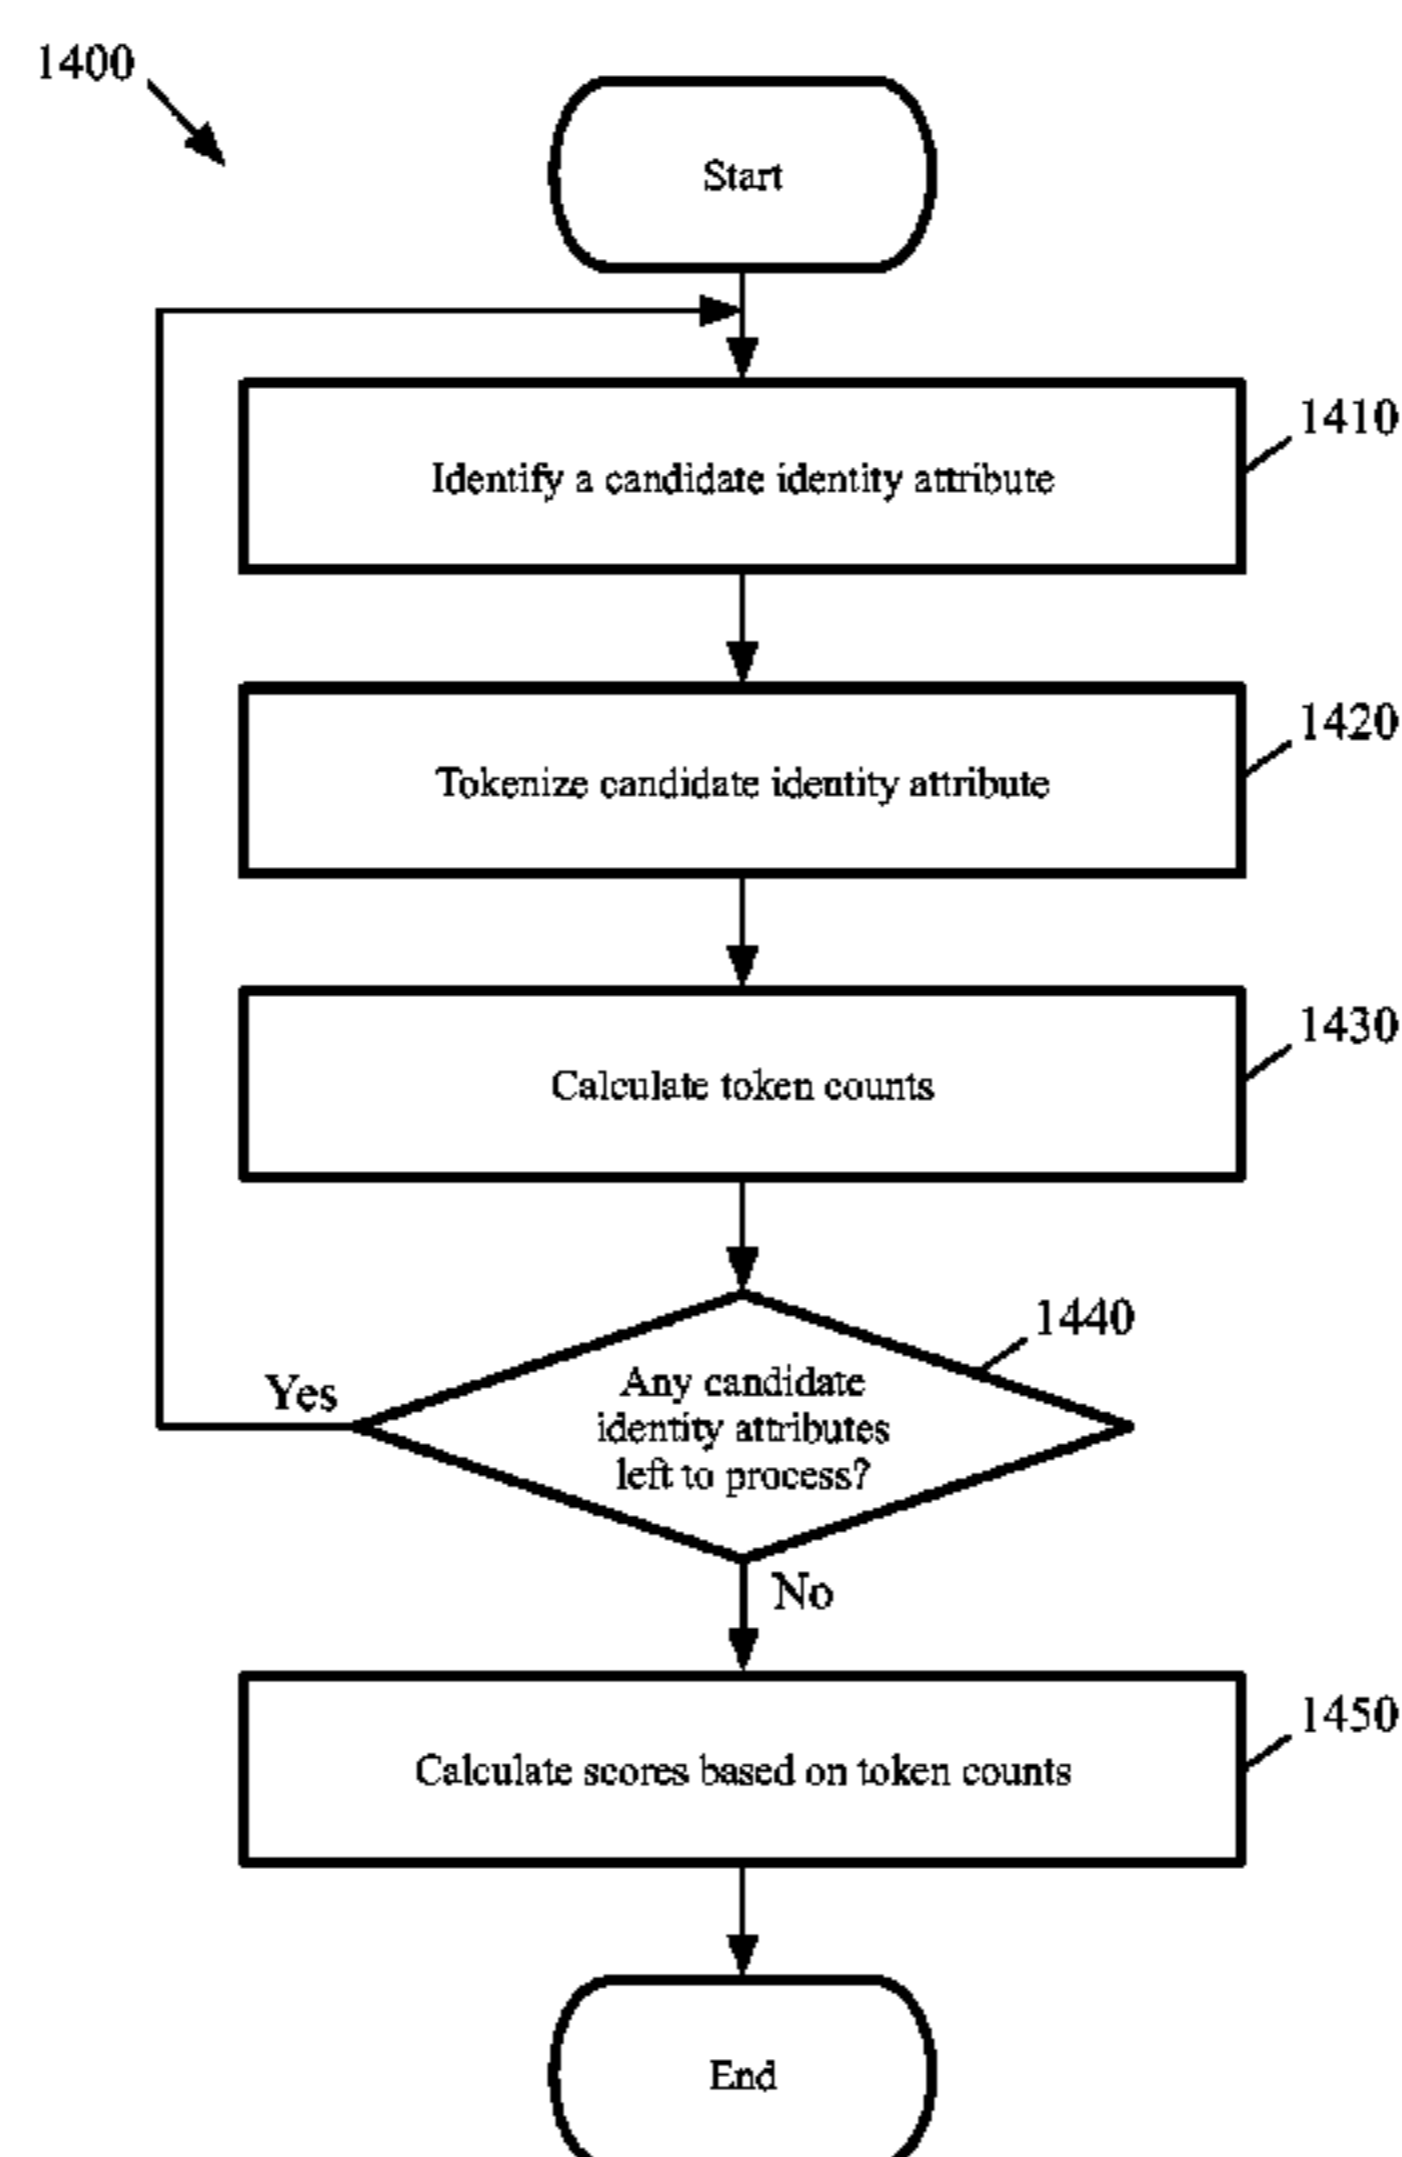 1400
Start
1410
Identify a candidate identity attribute
1420
Tokenize candidate identity attribute
1430
Calculate token counts
1440
Any candidate
identity attributes
left to process?
Yes
No
1450
Calculate scores based on token counts
End